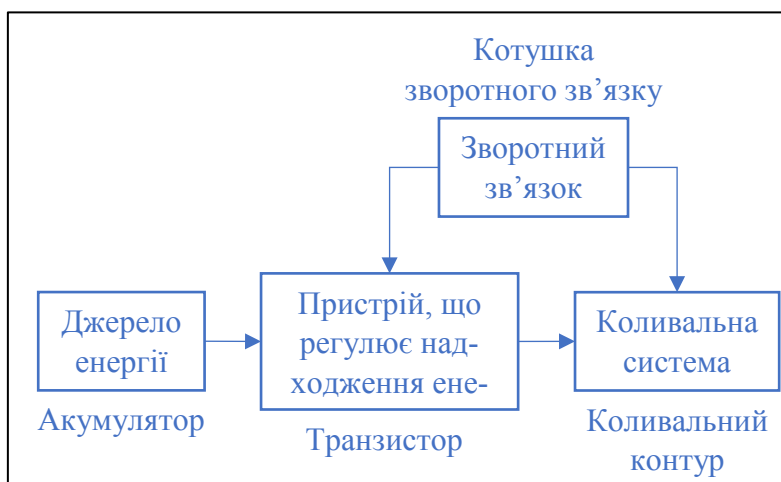 Котушка
зворотного зв’язку
Зворотний
зв’язок
Джерело
енергії
Акумулятор
Пристрій, що
регулює над-
ходження ене-
Транзистор
Коливальна
система
Коливальний
контур